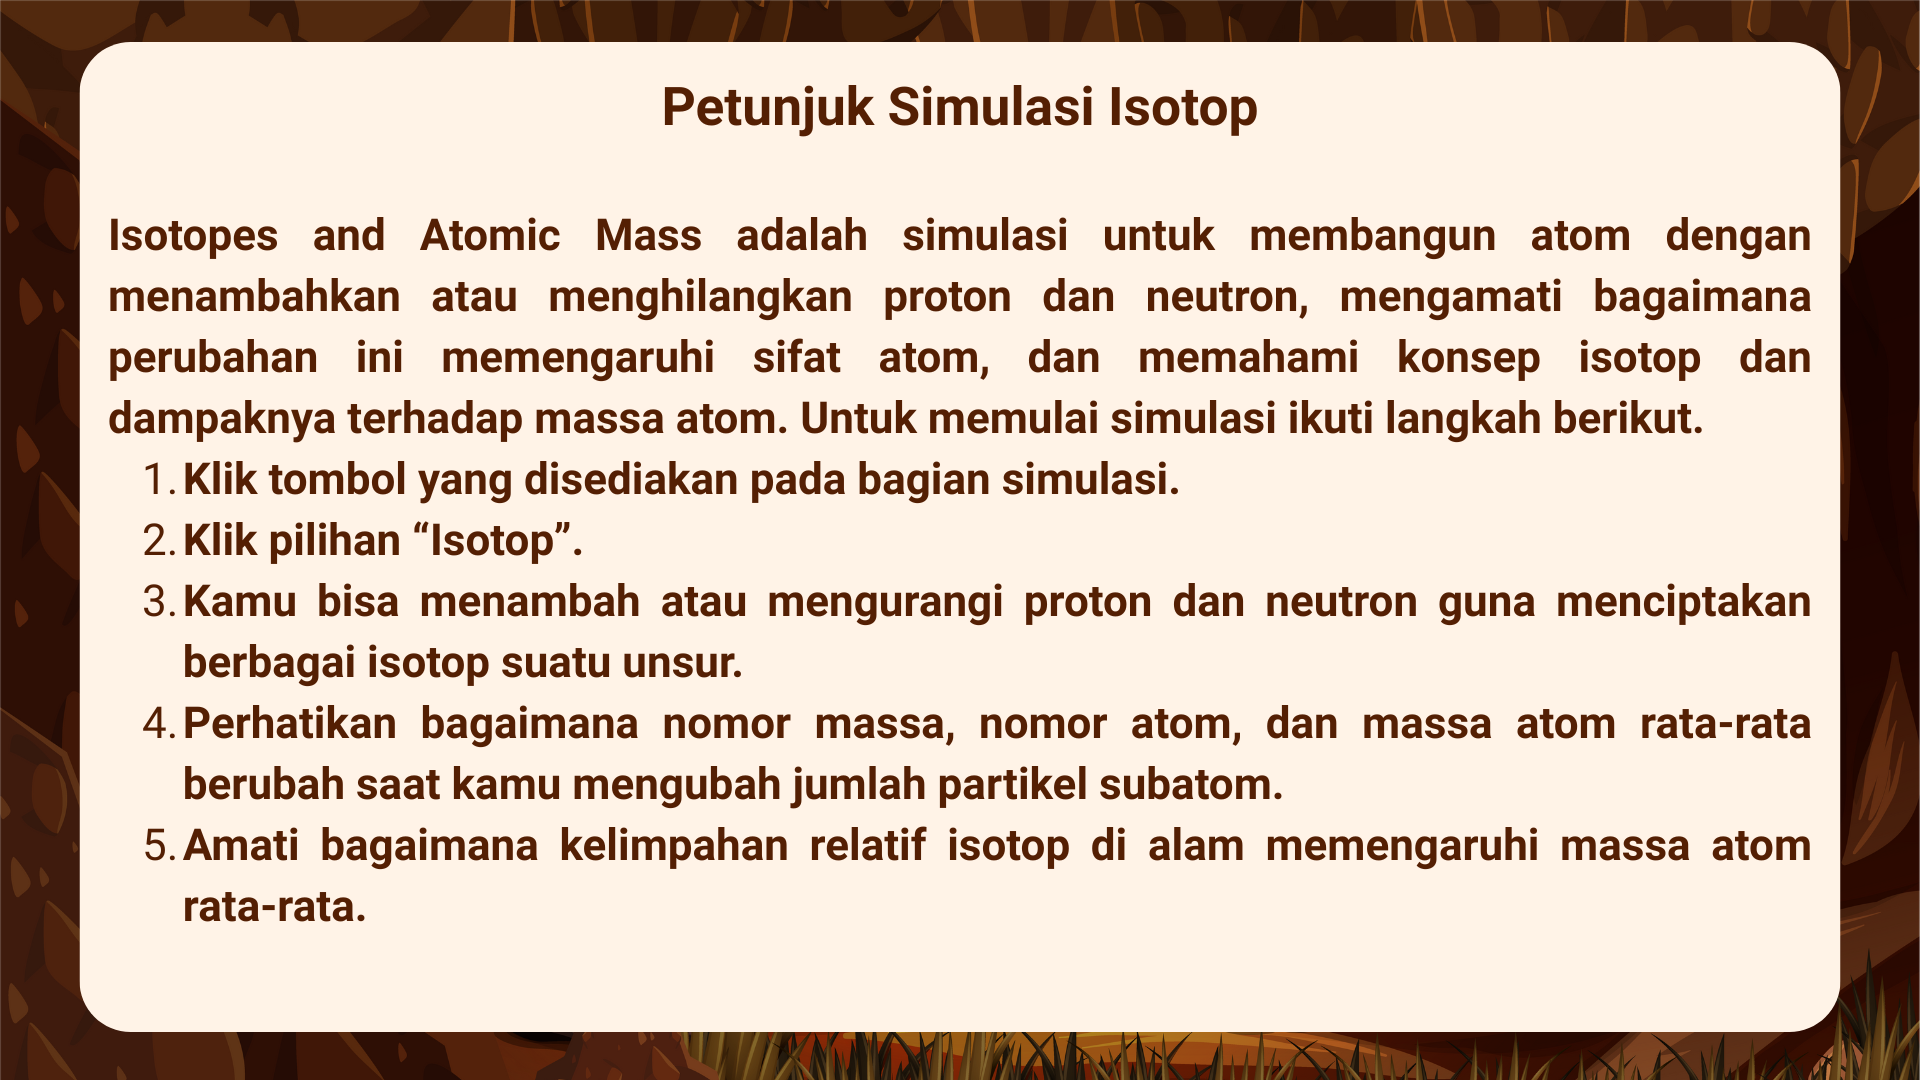 Petunjuk Simulasi Isotop
Isotopes and Atomic Mass adalah simulasi untuk membangun atom dengan
menambahkan atau menghilangkan proton dan neutron, mengamati bagaimana
perubahan ini memengaruhi sifat atom, dan memahami konsep isotop dan
dampaknya terhadap massa atom. Untuk memulai simulasi ikuti langkah berikut.
1. Klik tombol yang disediakan pada bagian simulasi.
2. Klik pilihan “Isotop”.
3. Kamu bisa menambah atau mengurangi proton dan neutron guna menciptakan
berbagai isotop suatu unsur.
4. Perhatikan bagaimana nomor massa, nomor atom, dan massa atom rata-rata
berubah saat kamu mengubah jumlah partikel subatom.
5. Amati bagaimana kelimpahan relatif isotop di alam memengaruhi massa atom
rata-rata.